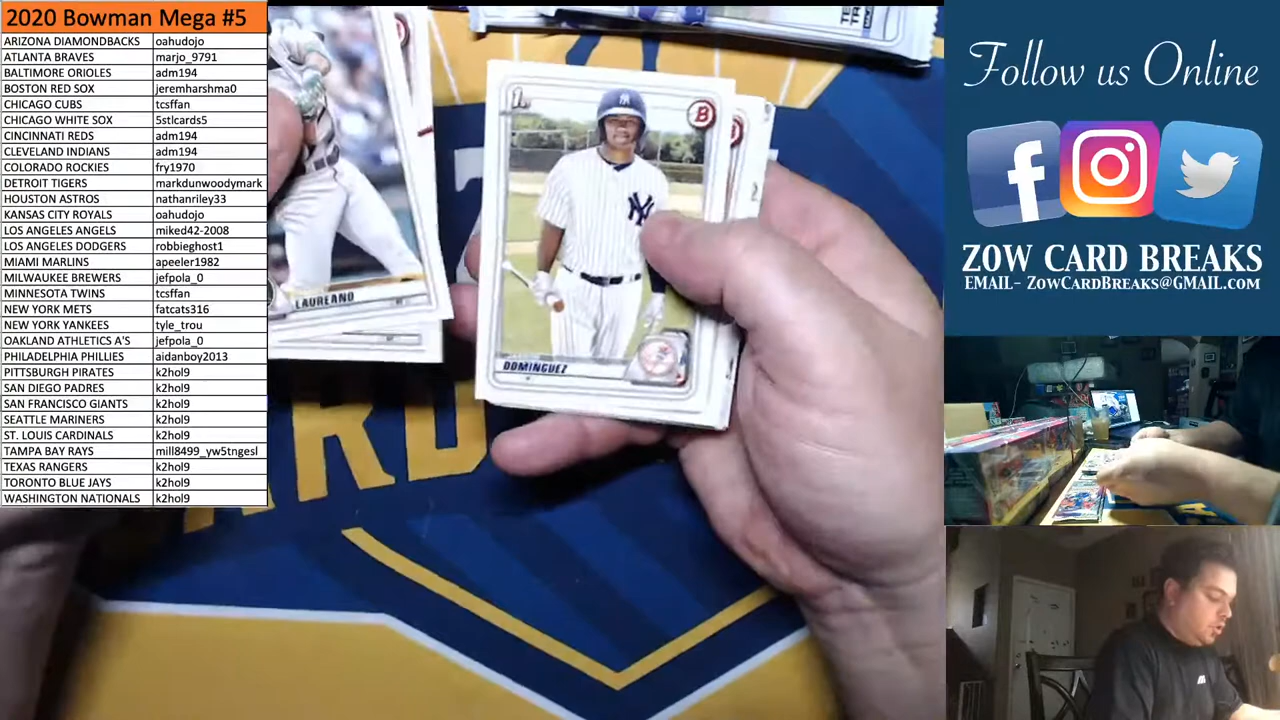 2020 Bowman Mega #5
ARIZONA DIAMONDBACKS oahudojo
ATLANTA BRAVES marjo_9791
BALTIMORE ORIOLES adm194
BOSTON RED SOX jeremharshma0
CHICAGO CUBS tcsffan
CHICAGO WHITE SOX 5stlcards5
CINCINNATI REDS adm194
CLEVELAND INDIANS adm194
COLORADO ROCKIES fry1970
DETROIT TIGERS markdunwoodymark
HOUSTON ASTROS nathanriley33
KANSAS CITY ROYALS oahudojo
LOS ANGELES ANGELS miked42-2008
LOS ANGELES DODGERS robbieghost1
MIAMI MARLINS apeeler1982
MILWAUKEE BREWERS jefpola_0
MINNESOTA TWINS tcsffan
NEW YORK METS fatcats316
NEW YORK YANKEES tyle_trou
OAKLAND ATHLETICS A'S jefpola_0
PHILADELPHIA PHILLIES aidanboy2013
PITTSBURGH PIRATES k2hol9
SAN DIEGO PADRES k2hol9
SAN FRANCISCO GIANTS k2hol9
SEATTLE MARINERS k2hol9
ST. LOUIS CARDINALS k2hol9
TAMPA BAY RAYS mill8499_yw5tngesl
TEXAS RANGERS k2hol9
TORONTO BLUE JAYS k2hol9
WASHINGTON NATIONALS k2hol9
LAUREANO
1st
B
NY
DOMINGUEZ
ARD
Follow us Online
f
ZOW CARD BREAKS
EMAIL- ZOWCARDBREAKS@GMAIL.COM